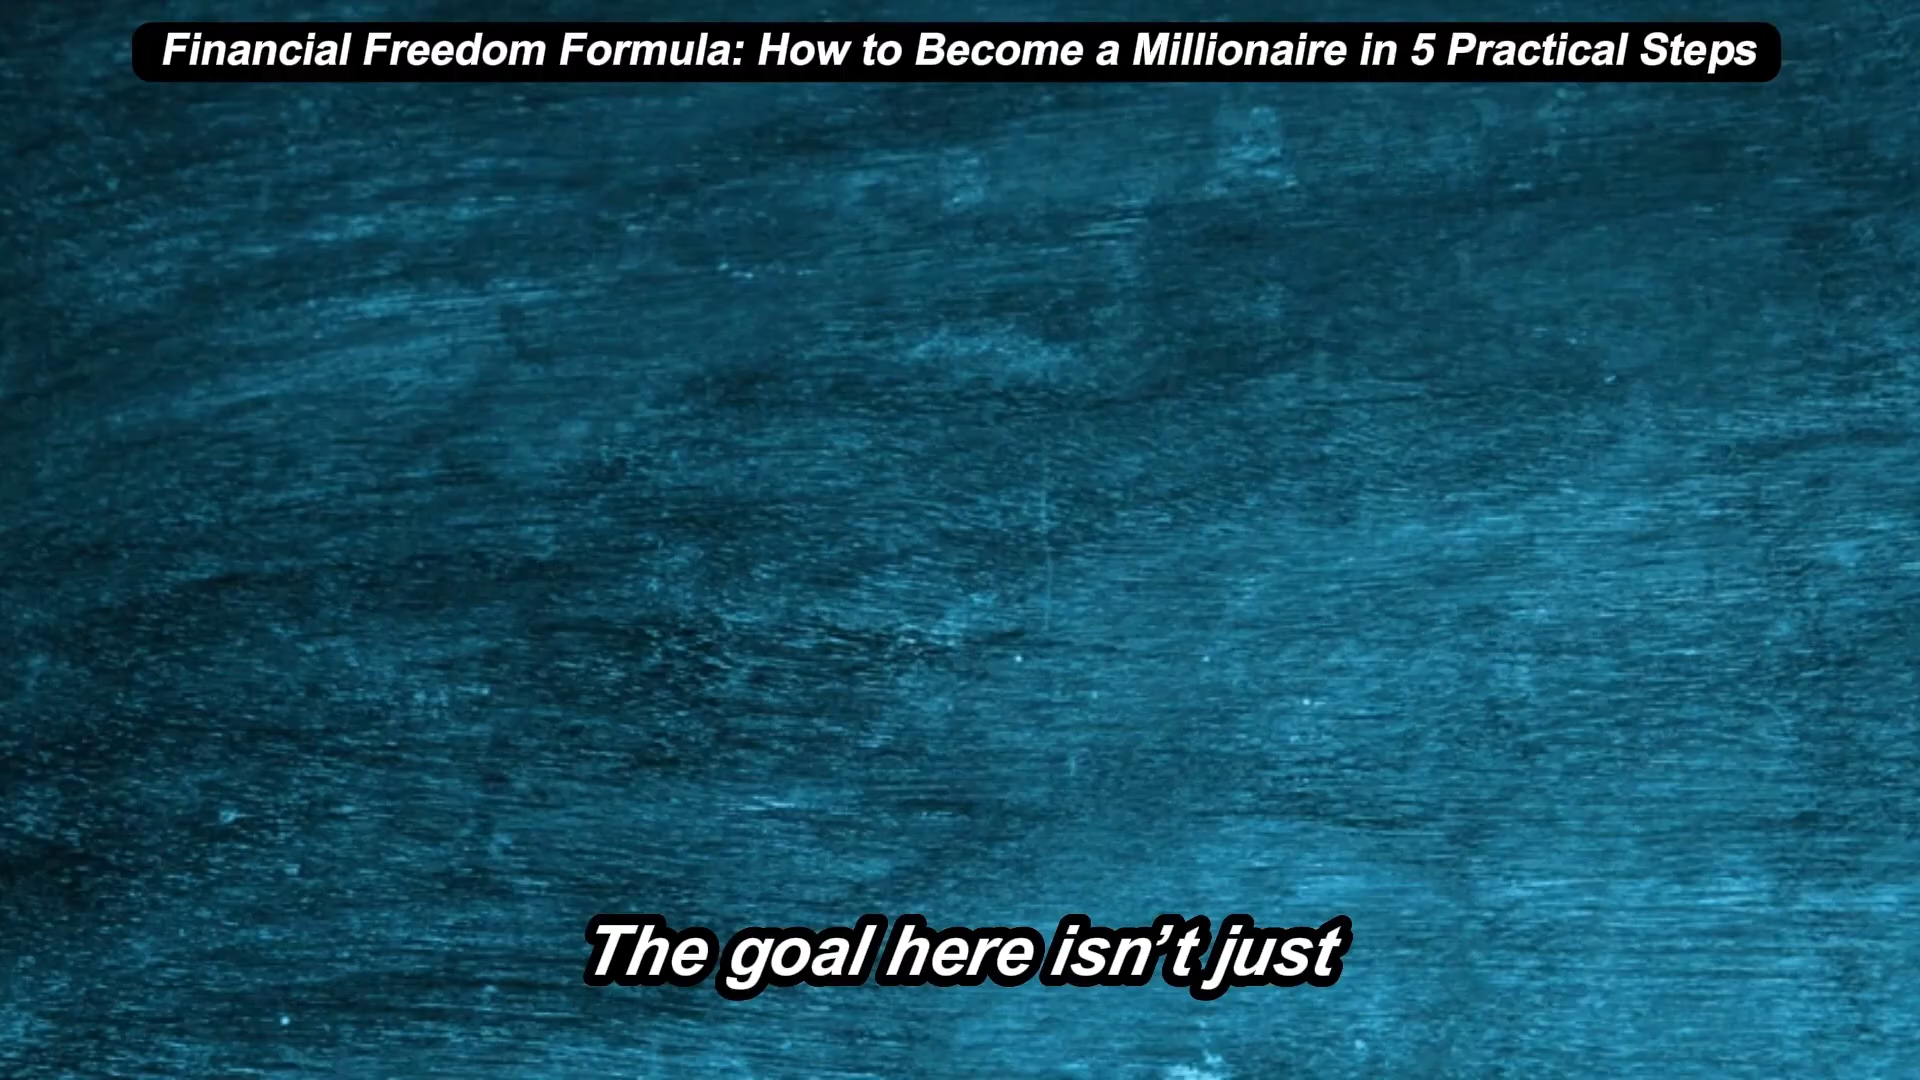 Financial Freedom Formula: How to Become a Millionaire in 5 Practical Steps
The goal here isn’t just